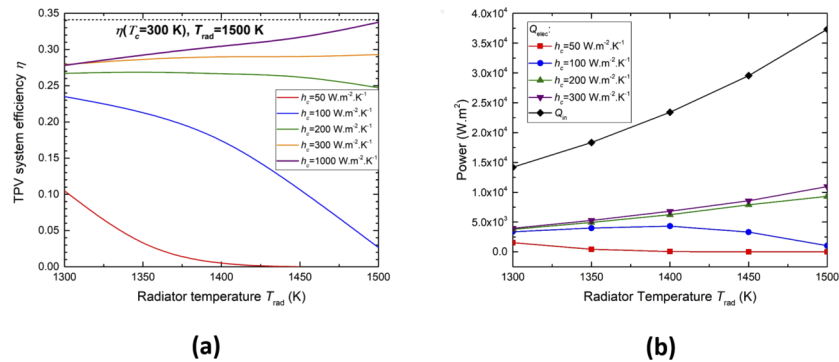 η(Tc=300 K), Trad=1500 K
0.35
0.30
0.25
0.20
0.15
0.10
0.05
0.00
TPV system efficiency η
hc=50 W.m-2.K-1
hc=100 W.m-2.K-1
hc=200 W.m-2.K-1
hc=300 W.m-2.K-1
hc=1000 W.m-2.K-1
1300 1350 1400 1450 1500
Radiator temperature Trad (K)
(a)
4.0x10⁴
3.5x10⁴
3.0x10⁴
2.5x10⁴
2.0x10⁴
1.5x10⁴
1.0x10⁴
5.0x10³
0.0
Power (W.m²)
Qelec:
hc=50 W.m-2.K-1
hc=100 W.m-2.K-1
hc=200 W.m-2.K-1
hc=300 W.m-2.K-1
Qin
1300 1350 1400 1450 1500
Radiator Temperature Trad (K)
(b)